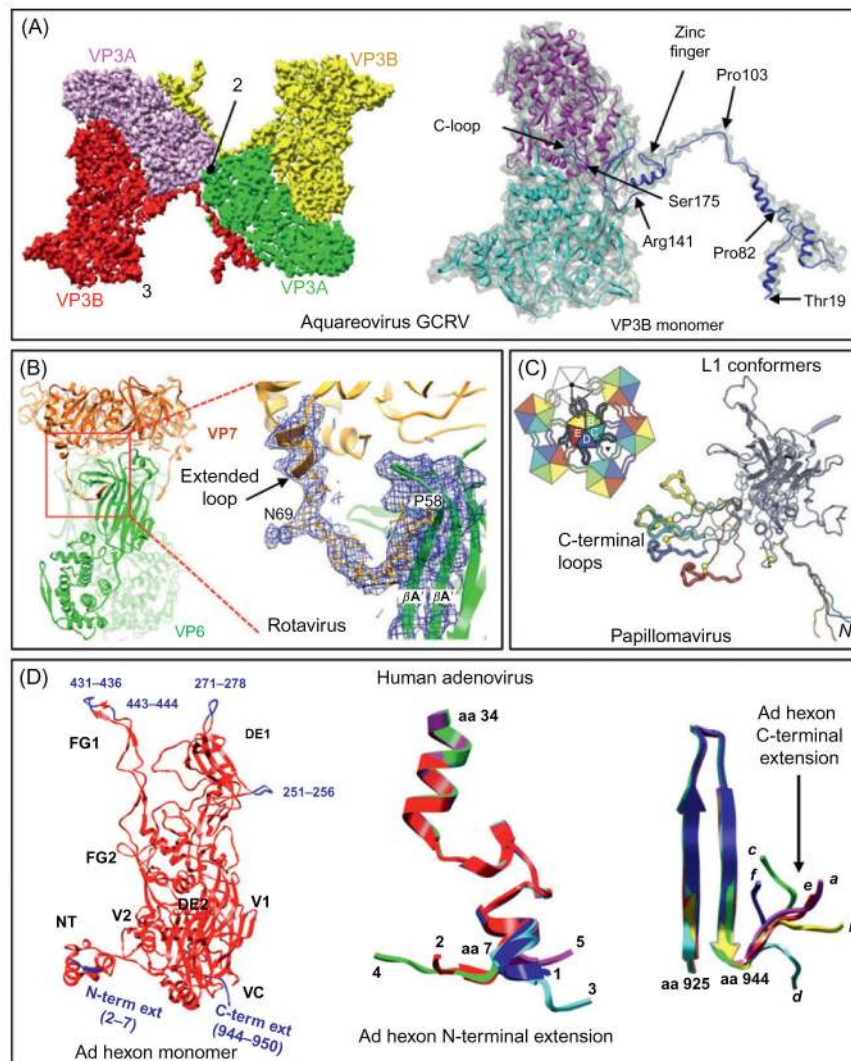 (A)
VP3A
VP3B
2
VP3B
3
VP3A
Zinc
finger
Pro103
C-loop
Ser175
Arg141
Pro82
Thr19
Aquareovirus GCRV
VP3B monomer
(B)
VP7
Extended
loop
N69
P58
βA'
βA'
VP6
Rotavirus
(C)
L1 conformers
B
C
D
E
C-terminal
loops
N
Papillomavirus
(D)
Human adenovirus
431–436
443–444
271–278
FG1
DE1
251–256
FG2
DE2
V1
V2
NT
VC
N-term ext
(2–7)
C-term ext
(944–950)
Ad hexon monomer
aa 34
2
aa 7
5
4
1
3
Ad hexon N-terminal extension
Ad hexon
C-terminal
extension
c
f
e
a
aa 925
aa 944
d